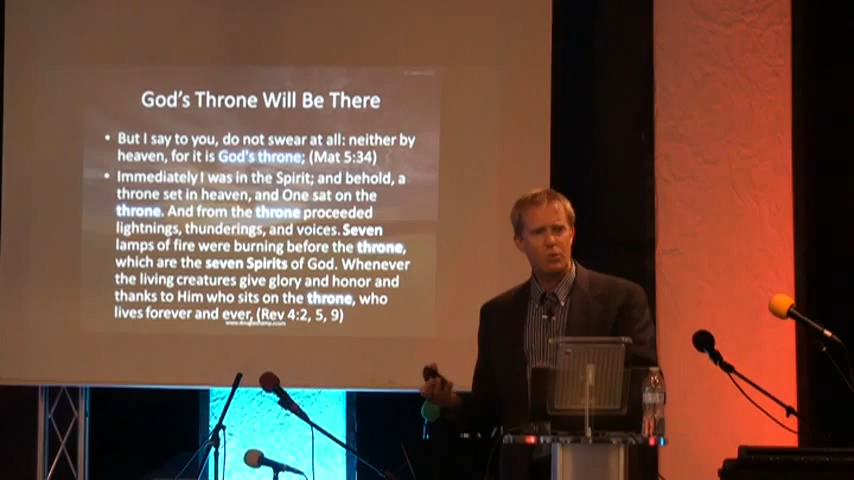 God's Throne Will Be There
• But I say to you, do not swear at all: neither by
heaven, for it is God's throne; (Mat 5:34)
• Immediately I was in the Spirit; and behold, a
throne set in heaven, and One sat on the
throne. And from the throne proceeded
lightnings, thunderings, and voices. Seven
lamps of fire were burning before the throne,
which are the seven Spirits of God. Whenever
the living creatures give glory and honor and
thanks to Him who sits on the throne, who
lives forever and ever, (Rev 4:2, 5, 9)